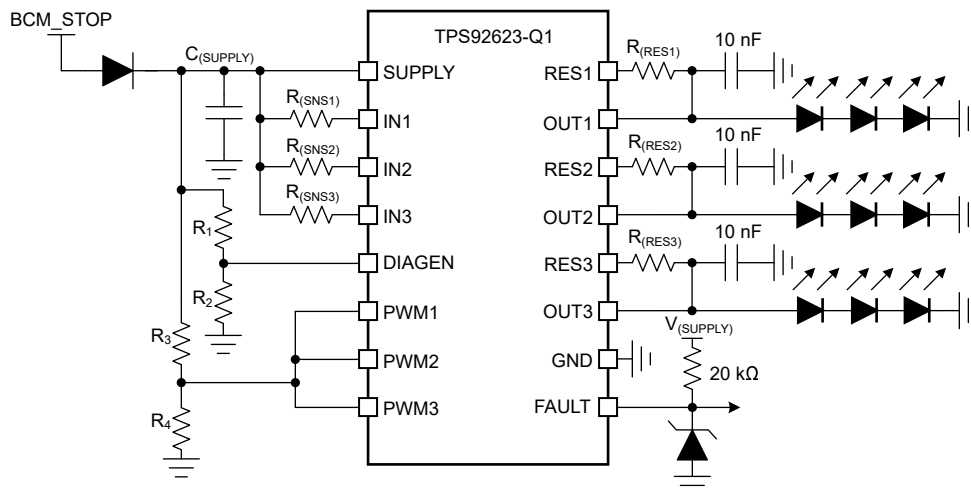 BCM_STOP
C(SUPPLY)
TPS92623-Q1
SUPPLY
R(SNS1)
IN1
R(SNS2)
IN2
R(SNS3)
IN3
R1
DIAGEN
R2
PWM1
R3
PWM2
PWM3
R4
RES1
R(RES1)
10 nF
OUT1
RES2
R(RES2)
10 nF
OUT2
RES3
R(RES3)
10 nF
OUT3
V(SUPPLY)
GND
20 kΩ
FAULT